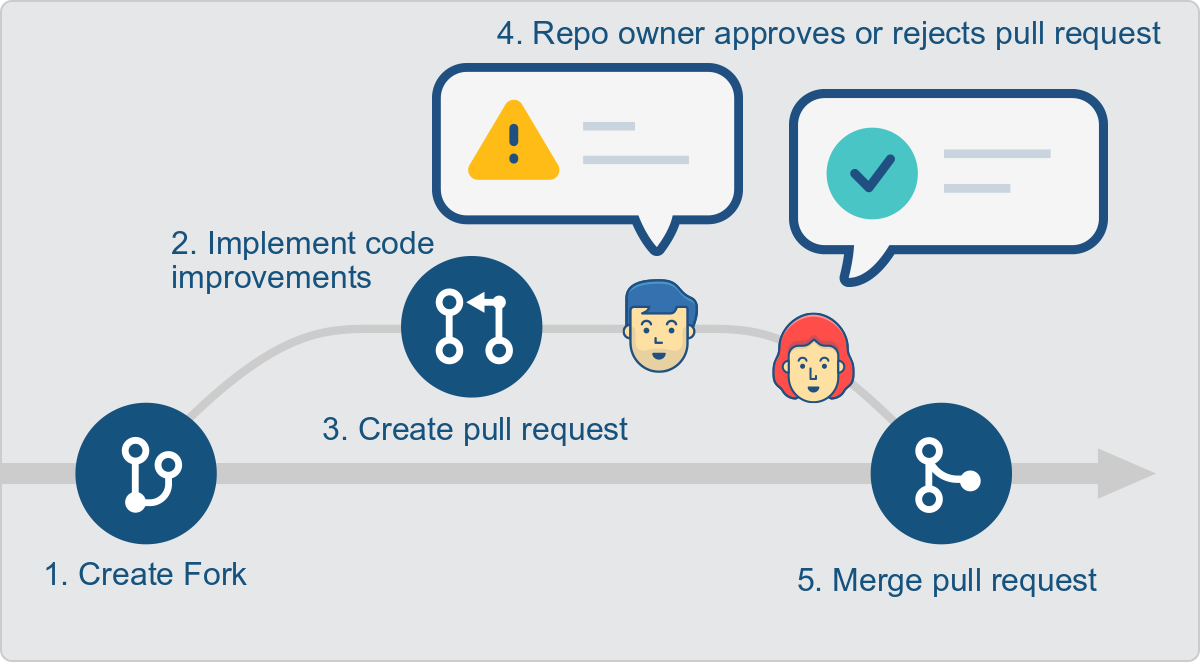 4. Repo owner approves or rejects pull request
2. Implement code
improvements
3. Create pull request
1. Create Fork
5. Merge pull request